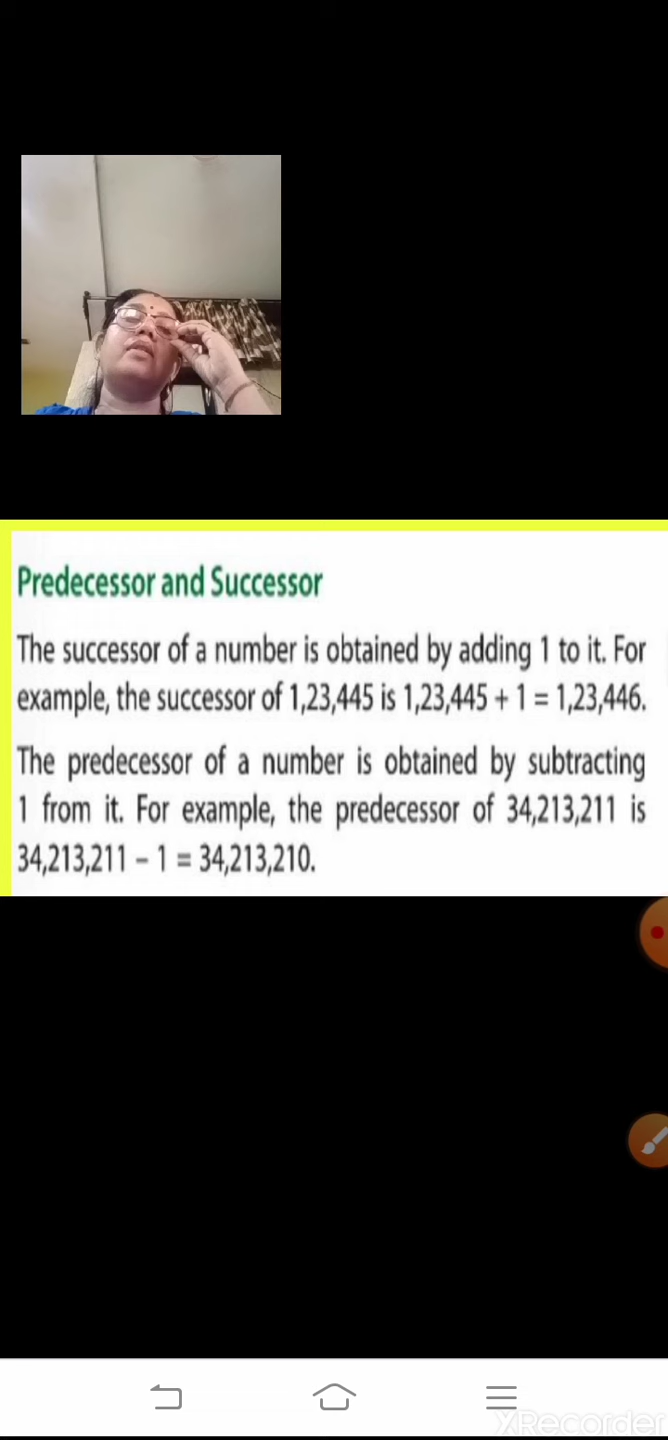 Predecessor and Successor
The successor of a number is obtained by adding 1 to it. For
example, the successor of 1,23,445 is 1,23,445 + 1 = 1,23,446.
The predecessor of a number is obtained by subtracting
1 from it. For example, the predecessor of 34,213,211 is
34,213,211 – 1 = 34,213,210.
XRecorder